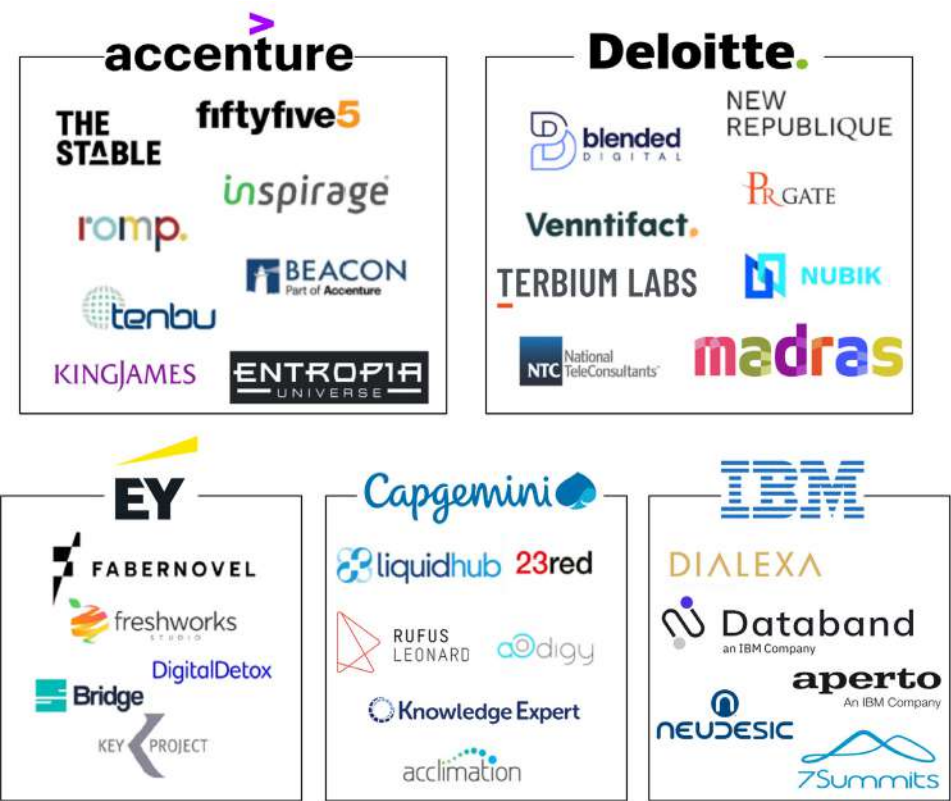 accenture
THE
STABLE
fiftyfive5
inspirage
romp.
BEACON
Part of Accenture
tenbu
KINGJAMES
ENTROPIA
UNIVERSE
Deloitte.
blended
DIGITAL
NEW
REPUBLIQUE
PRGATE
Venntifact.
TERBIUM LABS
NUBIK
NTC
National
TeleConsultants
madras
EY
FABERNOVEL
freshworks
STUDIO
DigitalDetox
Bridge
KEY PROJECT
Capgemini
liquidhub
23red
RUFUS
LEONARD
aodigy
Knowledge Expert
acclimation
IBM
DIALEXA
Databand
an IBM Company
aperto
An IBM Company
NEUDESIC
7Summits